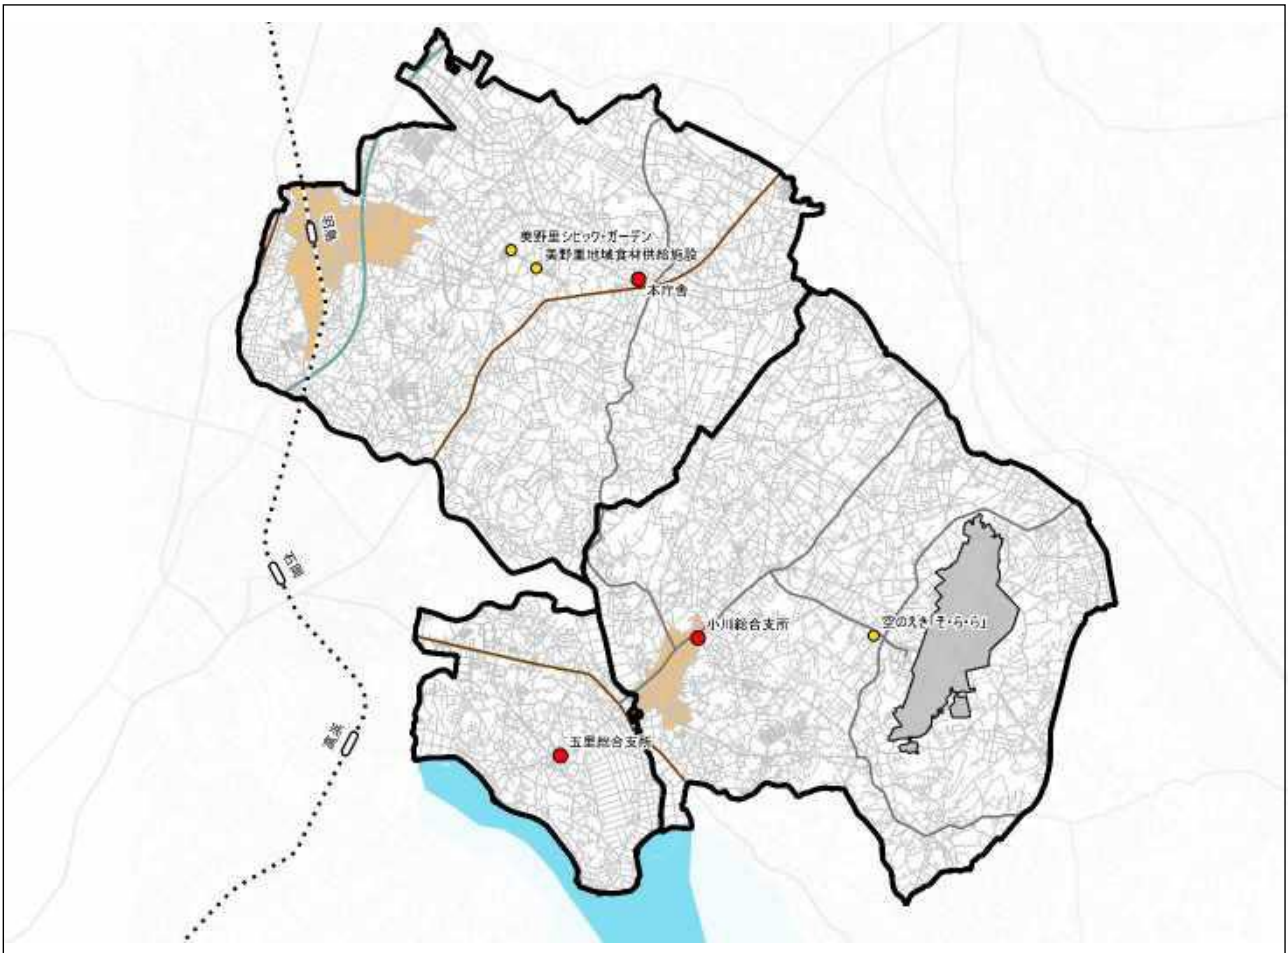 羽鳥
美野里シビック・ガーデン
美野里地域食材供給施設
本庁舎
石岡
小川総合支所
空のえき「そ・ら・ら」
高浜
玉里総合支所